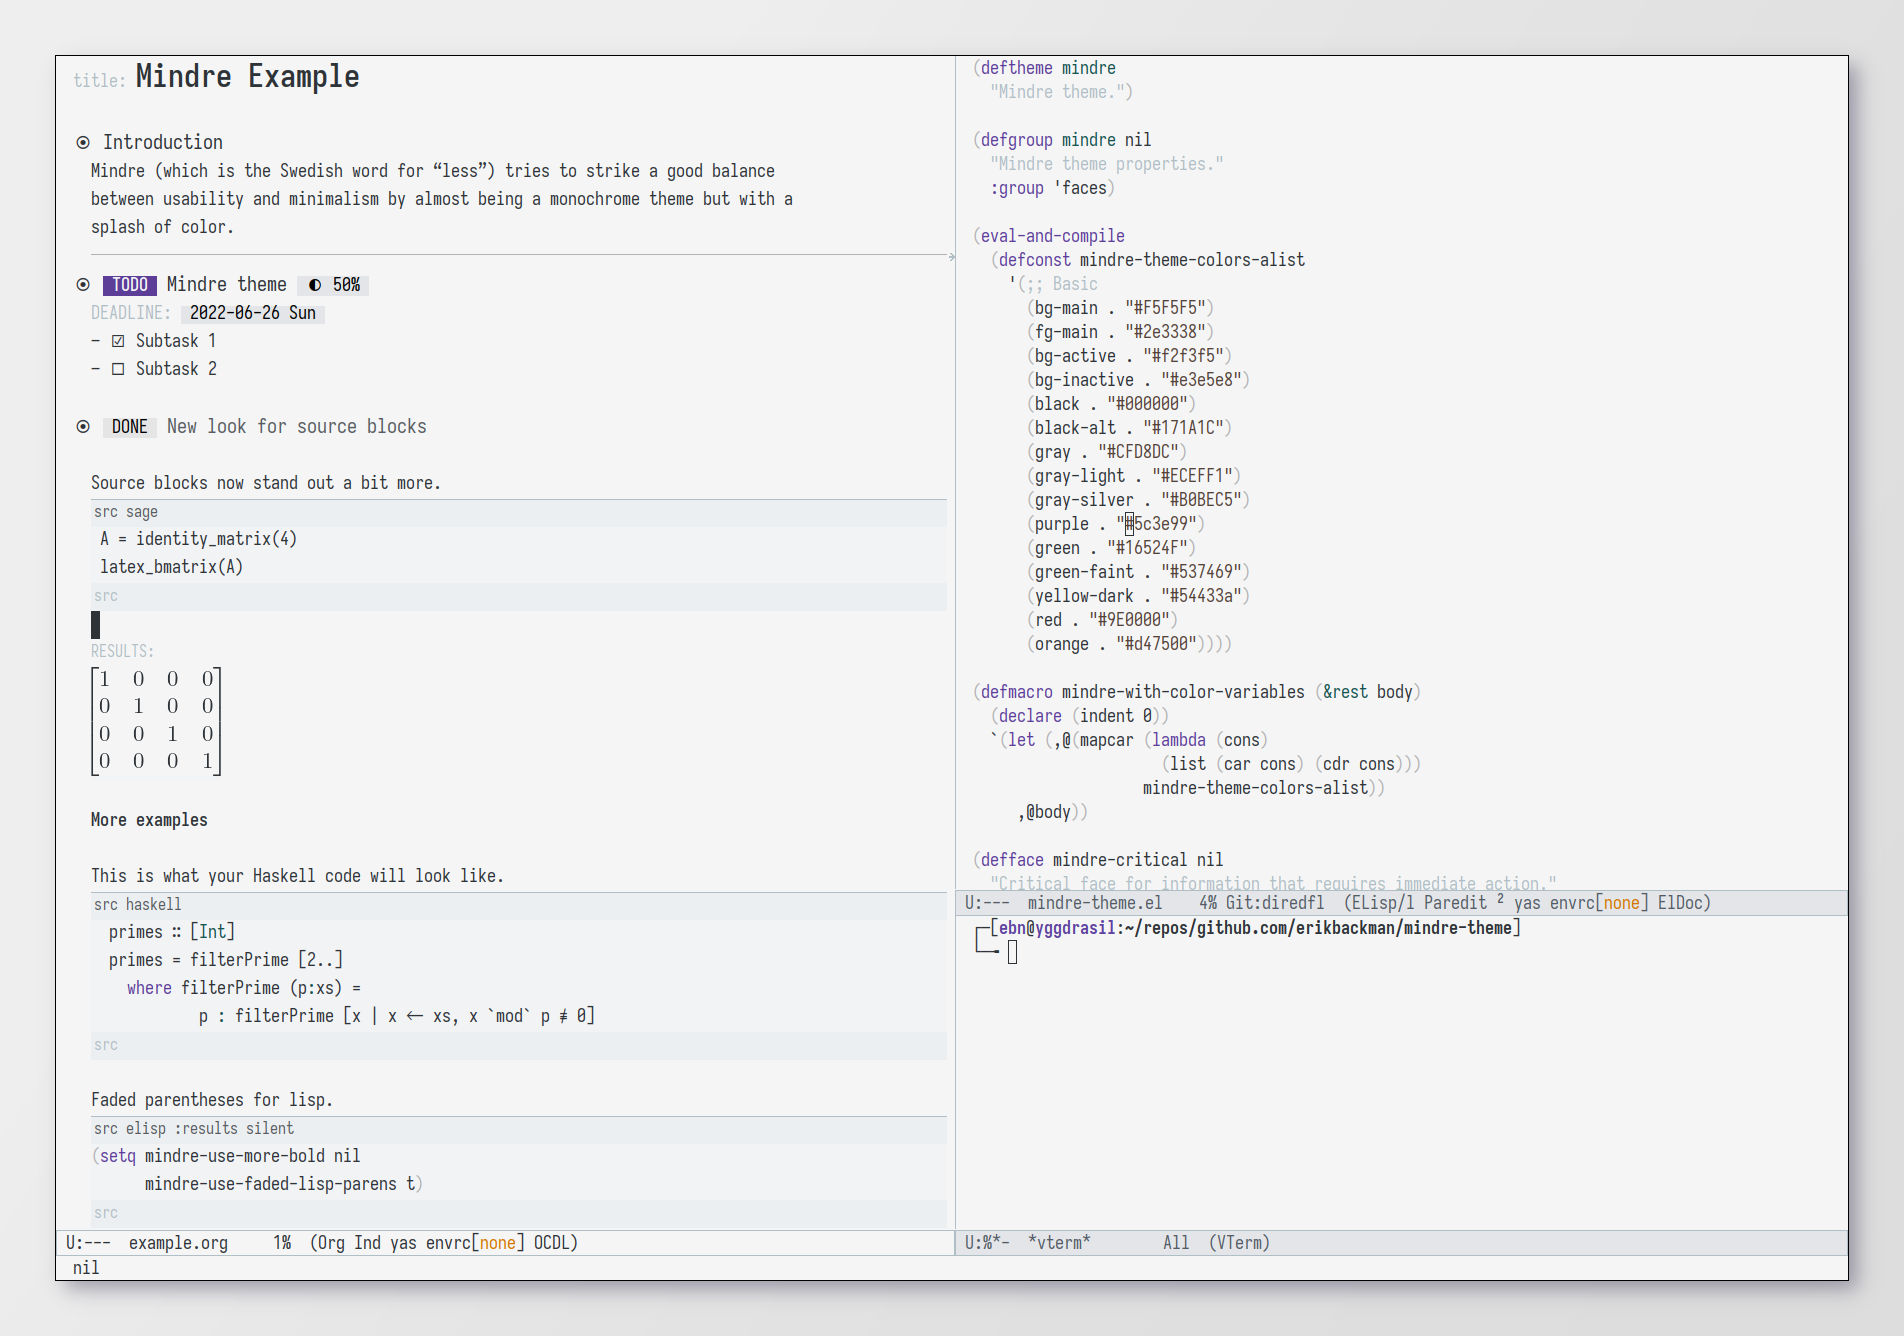 title: Mindre Example
Introduction
Mindre (which is the Swedish word for “less”) tries to strike a good balance
between usability and minimalism by almost being a monochrome theme but with a
splash of color.
TODO Mindre theme ◐ 50%
DEADLINE: 2022-06-26 Sun
- ☑ Subtask 1
- ☐ Subtask 2
DONE New look for source blocks
Source blocks now stand out a bit more.
src sage
A = identity_matrix(4)
latex_bmatrix(A)
src
RESULTS:
1 0 0 0
0 1 0 0
0 0 1 0
0 0 0 1
More examples
This is what your Haskell code will look like.
src haskell
primes :: [Int]
primes = filterPrime [2..]
where filterPrime (p:xs) =
p : filterPrime [x | x ← xs, x `mod` p ≢ 0]
src
Faded parentheses for lisp.
src elisp :results silent
(setq mindre-use-more-bold nil
mindre-use-faded-lisp-parens t)
src
U:--- example.org 1% (Org Ind yas envrc[none] OCDL)
nil
(deftheme mindre
"Mindre theme.")
(defgroup mindre nil
"Mindre theme properties."
:group 'faces)
(eval-and-compile
(defconst mindre-theme-colors-alist
'(;; Basic
(bg-main . "#F5F5F5")
(fg-main . "#2e3338")
(bg-active . "#f2f3f5")
(bg-inactive . "#e3e5e8")
(black . "#000000")
(black-alt . "#171A1C")
(gray . "#CFD8DC")
(gray-light . "#ECEFF1")
(gray-silver . "#B0BEC5")
(purple . "#5c3e99")
(green . "#16524F")
(green-faint . "#537469")
(yellow-dark . "#54433a")
(red . "#9E0000")
(orange . "#d47500"))))
(defmacro mindre-with-color-variables (&rest body)
(declare (indent 0))
`(let (,@(mapcar (lambda (cons)
(list (car cons) (cdr cons)))
mindre-theme-colors-alist))
,@body))
(defface mindre-critical nil
"Critical face for information that requires immediate action."
U:--- mindre-theme.el 4% Git:diredfl (ELisp/l Paredit ² yas envrc[none] ElDoc)
[ebn@yggdrasil:~/repos/github.com/erikbackman/mindre-theme]
U:%*- *vterm* All (VTerm)